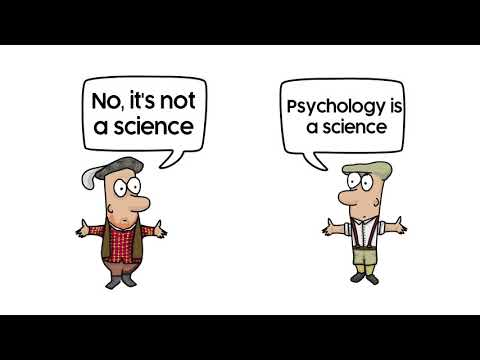 No, it's not
a science
Psychology is
a science